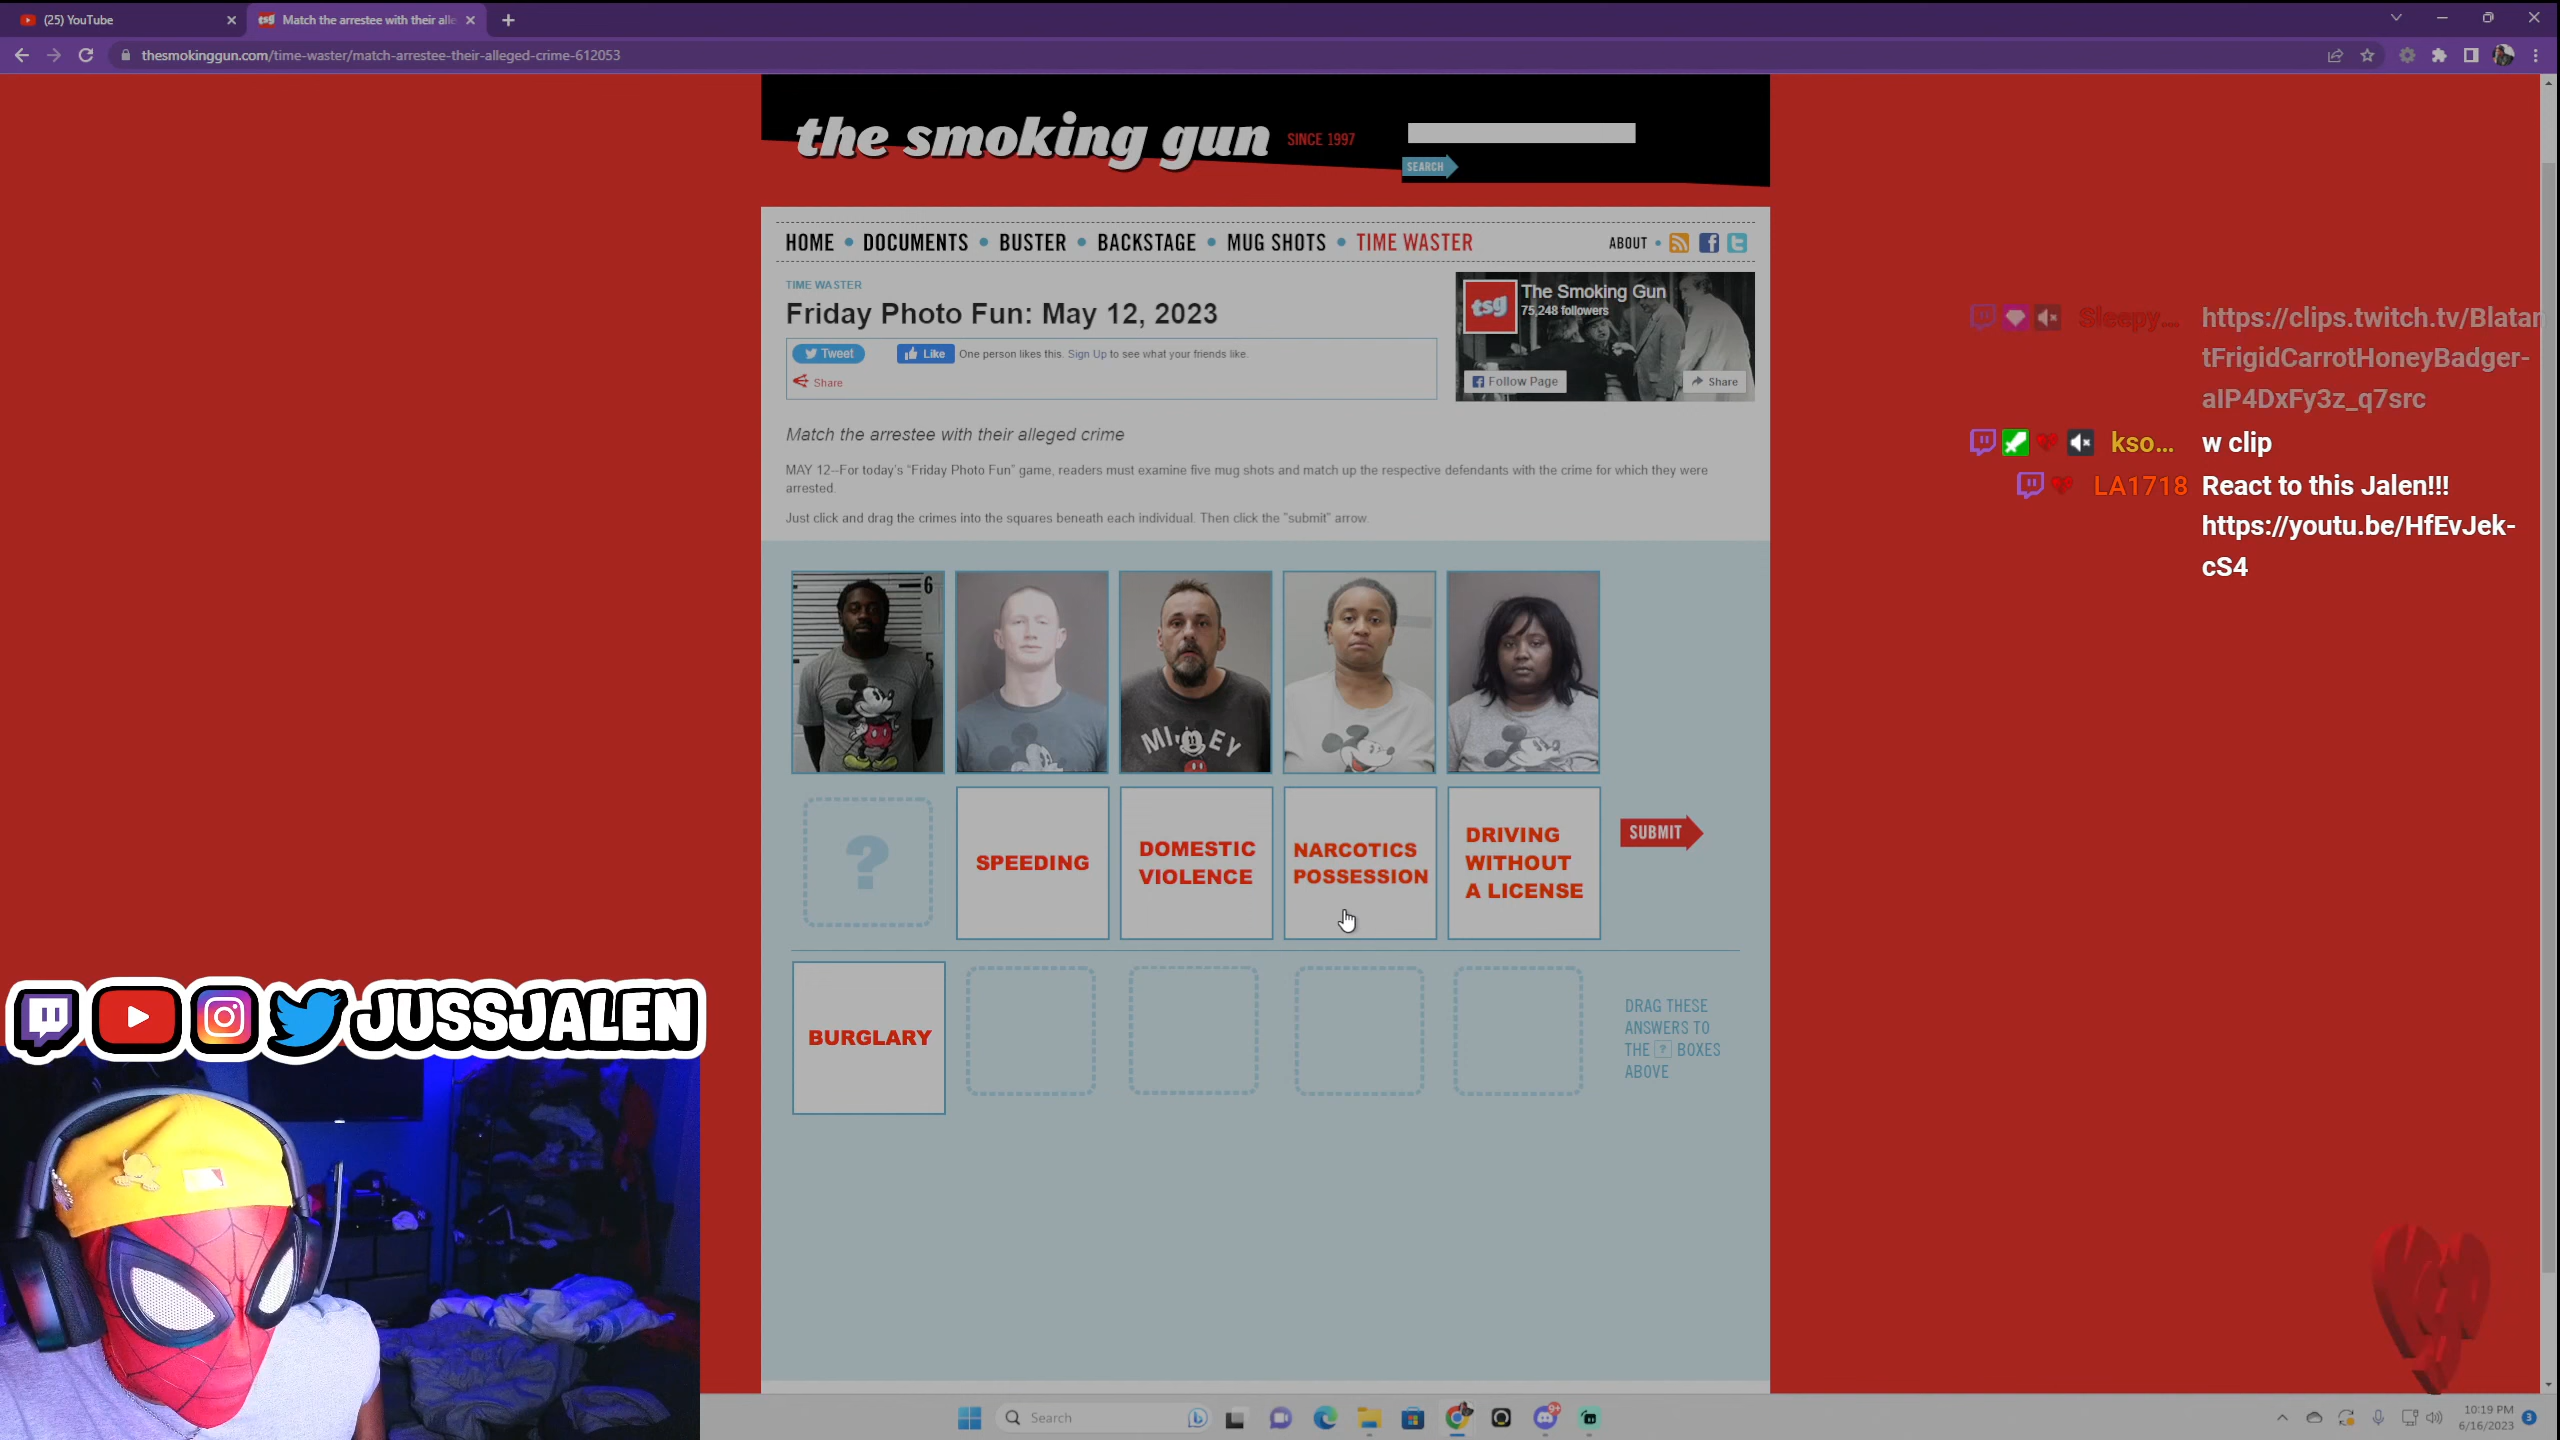 (25) YouTube
Match the arrestee with their alle
thesmokinggun.com/time-waster/match-arrestee-their-alleged-crime-612053
the smoking gun SINCE 1997
SEARCH
HOME • DOCUMENTS • BUSTER • BACKSTAGE • MUG SHOTS • TIME WASTER
ABOUT •
TIME WASTER
Friday Photo Fun: May 12, 2023
Tweet
Like One person likes this. Sign Up to see what your friends like.
Share
tsg
The Smoking Gun
75,248 followers
Follow Page
Share
Match the arrestee with their alleged crime
MAY 12--For today's "Friday Photo Fun" game, readers must examine five mug shots and match up the respective defendants with the crime for which they were
arrested.
Just click and drag the crimes into the squares beneath each individual. Then click the "submit" arrow.
6
5
?
SPEEDING
DOMESTIC
VIOLENCE
NARCOTICS
POSSESSION
DRIVING
WITHOUT
A LICENSE
SUBMIT
BURGLARY
DRAG THESE
ANSWERS TO
THE ? BOXES
ABOVE
Sleepy... https://clips.twitch.tv/Blatan
tFrigidCarrotHoneyBadger-
aIP4DxFy3z_q7src
kso... w clip
LA1718 React to this Jalen!!!
https://youtu.be/HfEvJek-
cS4
JUSSJALEN
Search
10:19 PM
6/16/2023
3